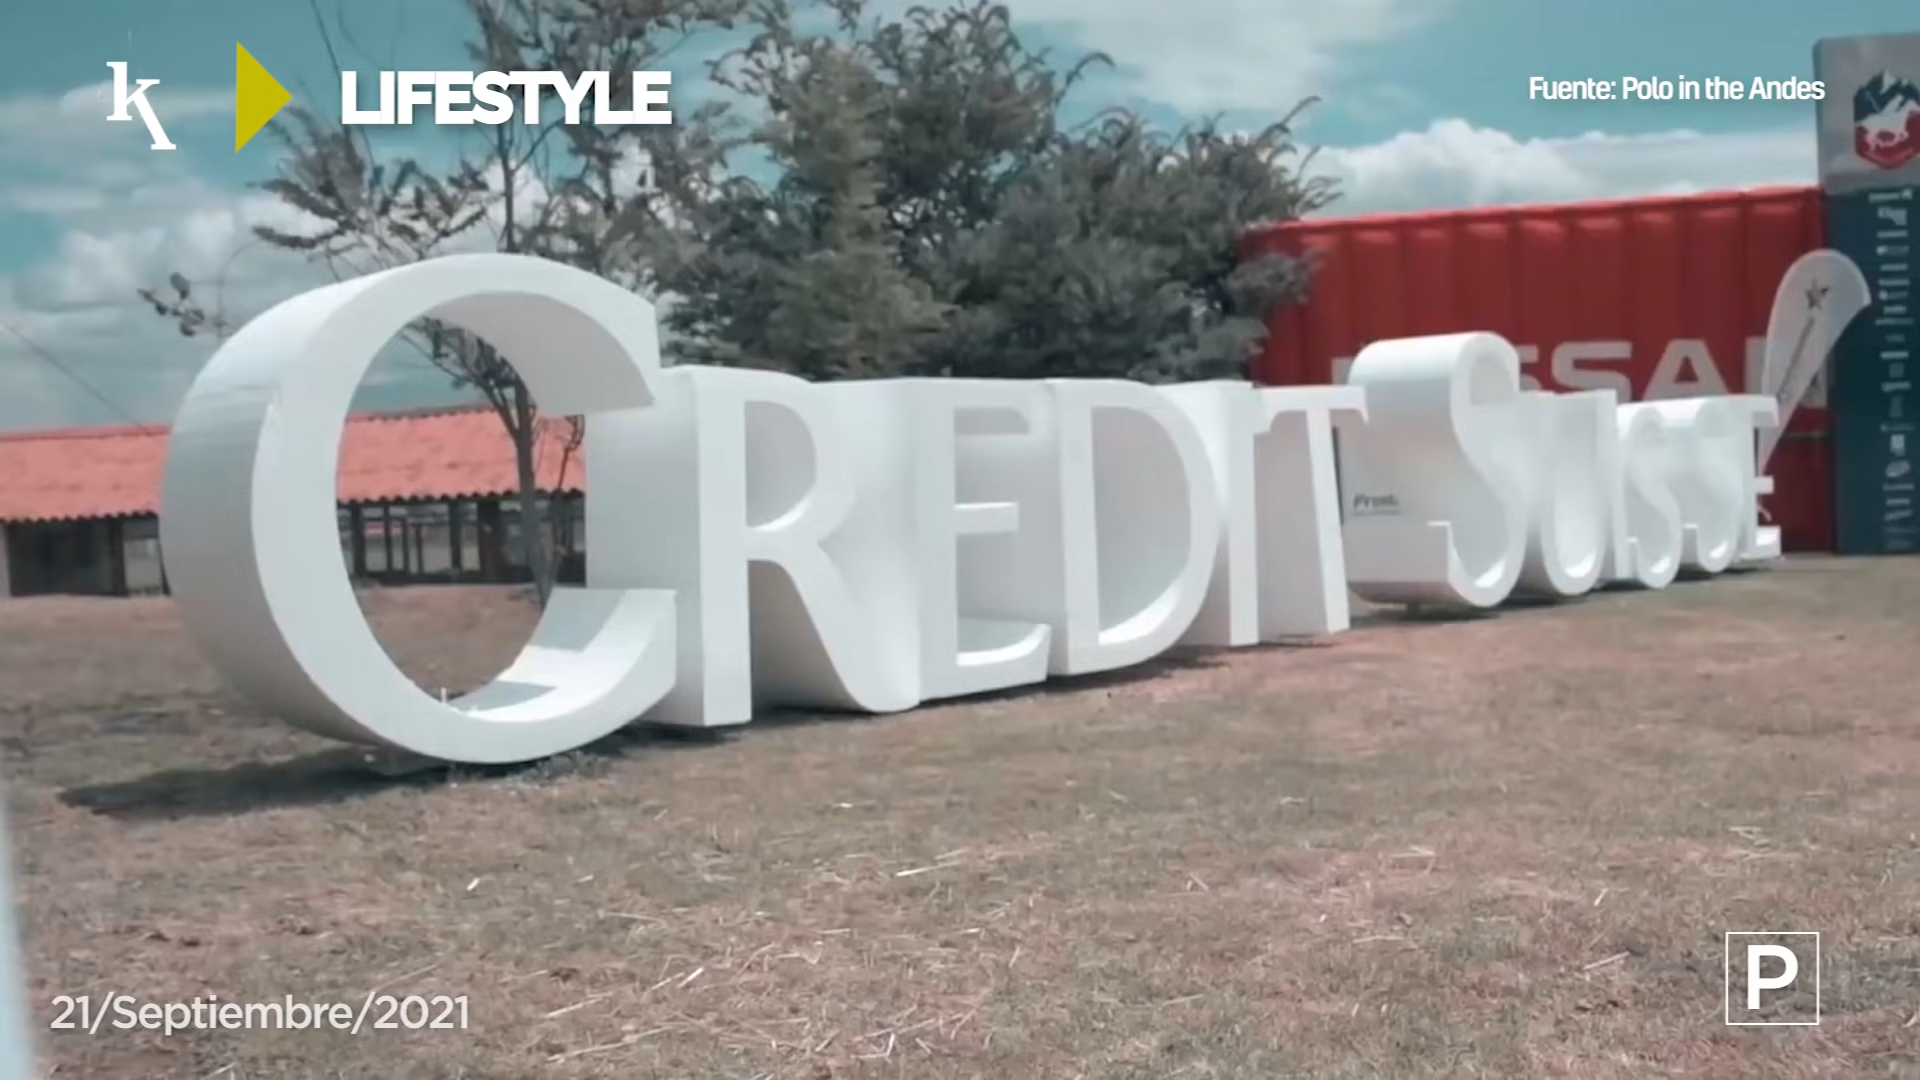 k LIFESTYLE
Fuente: Polo in the Andes
CREDIT SUISSE
21/Septiembre/2021
P